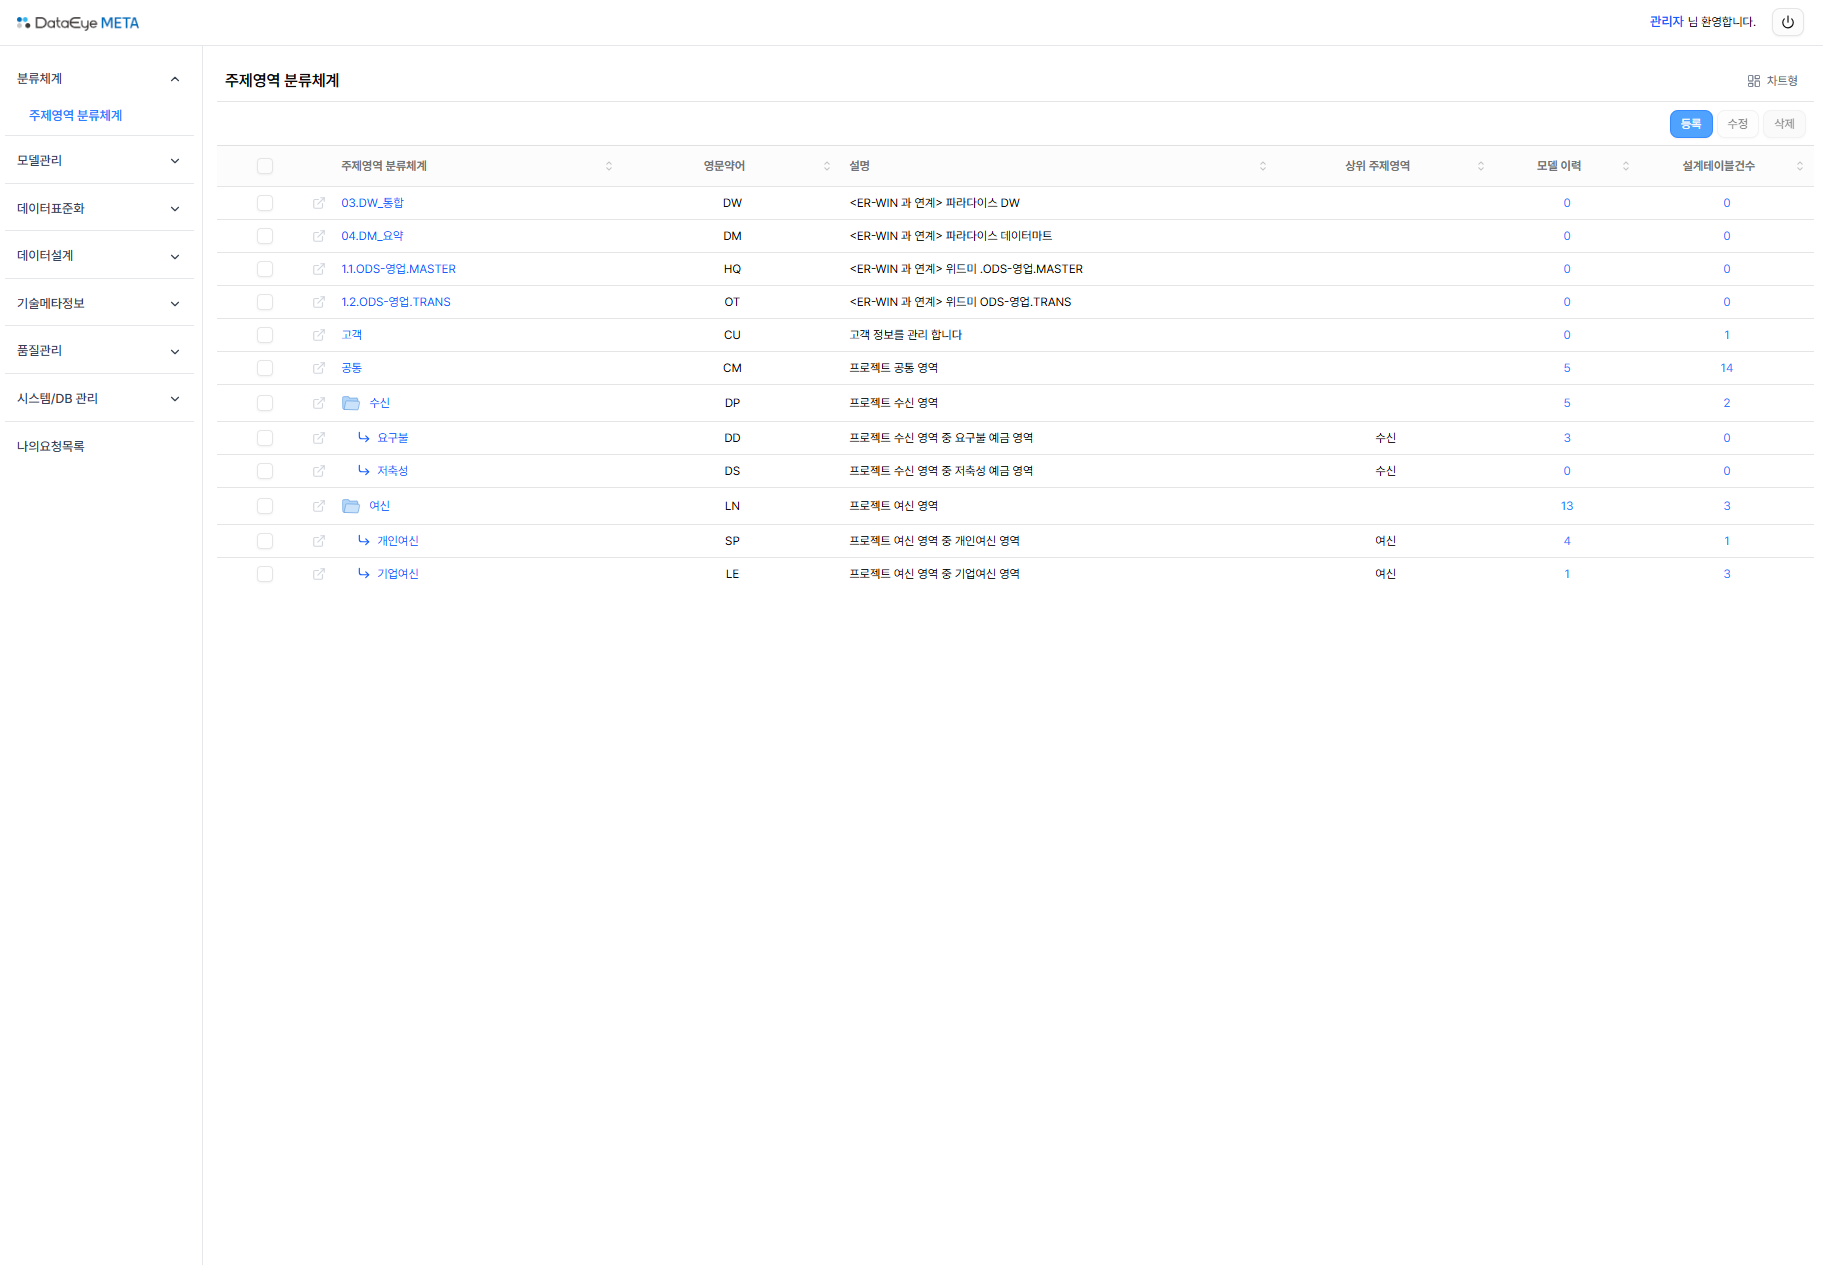 DataEye META
관리자 님 환영합니다.
분류체계
주제영역 분류체계
모델관리
데이터표준화
데이터설계
기술메타정보
품질관리
시스템/DB 관리
나의요청목록
주제영역 분류체계
차트형
등록 수정 삭제
주제영역 분류체계 영문약어 설명 상위 주제영역 모델 이력 설계테이블건수
03.DW_통합 DW <ER-WIN 과 연계> 파라다이스 DW 0 0
04.DM_요약 DM <ER-WIN 과 연계> 파라다이스 데이터마트 0 0
1.1.ODS-영업.MASTER HQ <ER-WIN 과 연계> 위드미 .ODS-영업.MASTER 0 0
1.2.ODS-영업.TRANS OT <ER-WIN 과 연계> 위드미 ODS-영업.TRANS 0 0
고객 CU 고객 정보를 관리 합니다 0 1
공통 CM 프로젝트 공통 영역 5 14
수신 DP 프로젝트 수신 영역 5 2
요구불 DD 프로젝트 수신 영역 중 요구불 예금 영역 수신 3 0
저축성 DS 프로젝트 수신 영역 중 저축성 예금 영역 수신 0 0
여신 LN 프로젝트 여신 영역 13 3
개인여신 SP 프로젝트 여신 영역 중 개인여신 영역 여신 4 1
기업여신 LE 프로젝트 여신 영역 중 기업여신 영역 여신 1 3